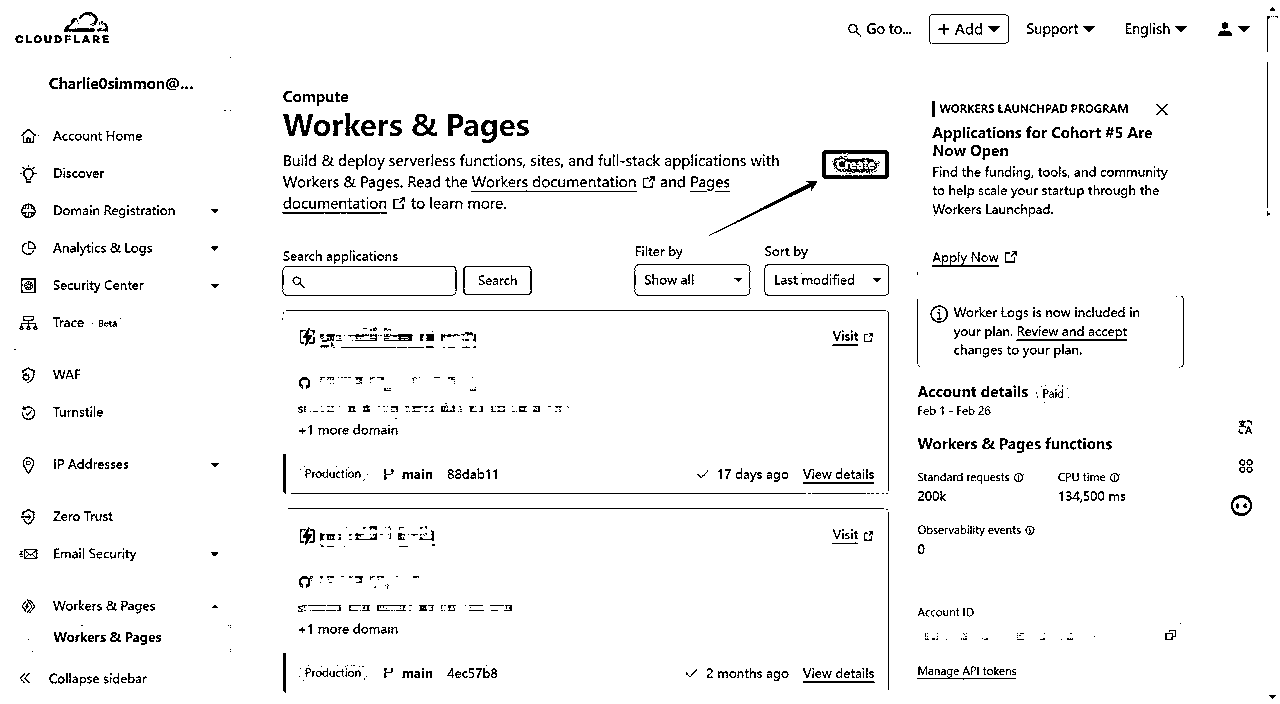 CLOUDFLARE
Go to...
+ Add
Support
English
Charlie0simmon@...
Account Home
Discover
Domain Registration
Analytics & Logs
Security Center
Trace Beta
WAF
Turnstile
IP Addresses
Zero Trust
Email Security
Workers & Pages
Workers & Pages
Collapse sidebar
Compute
Workers & Pages
Build & deploy serverless functions, sites, and full-stack applications with
Workers & Pages. Read the Workers documentation and Pages
documentation to learn more.
Create
Search applications
Search
Filter by
Show all
Sort by
Last modified
Visit
+1 more domain
Production main 88dab11
17 days ago View details
Visit
+1 more domain
Production main 4ec57b8
2 months ago View details
WORKERS LAUNCHPAD PROGRAM
Applications for Cohort #5 Are
Now Open
Find the funding, tools, and community
to help scale your startup through the
Workers Launchpad.
Apply Now
Worker Logs is now included in
your plan. Review and accept
changes to your plan.
Account details Paid
Feb 1 - Feb 26
Workers & Pages functions
Standard requests
200k
CPU time
134,500 ms
Observability events
0
Account ID
Manage API tokens